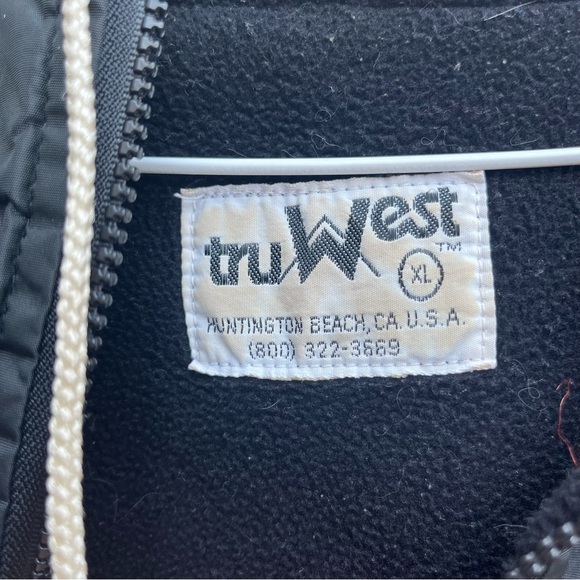 truWest™
XL
HUNTINGTON BEACH, CA. U.S.A.
(800) 322-3669